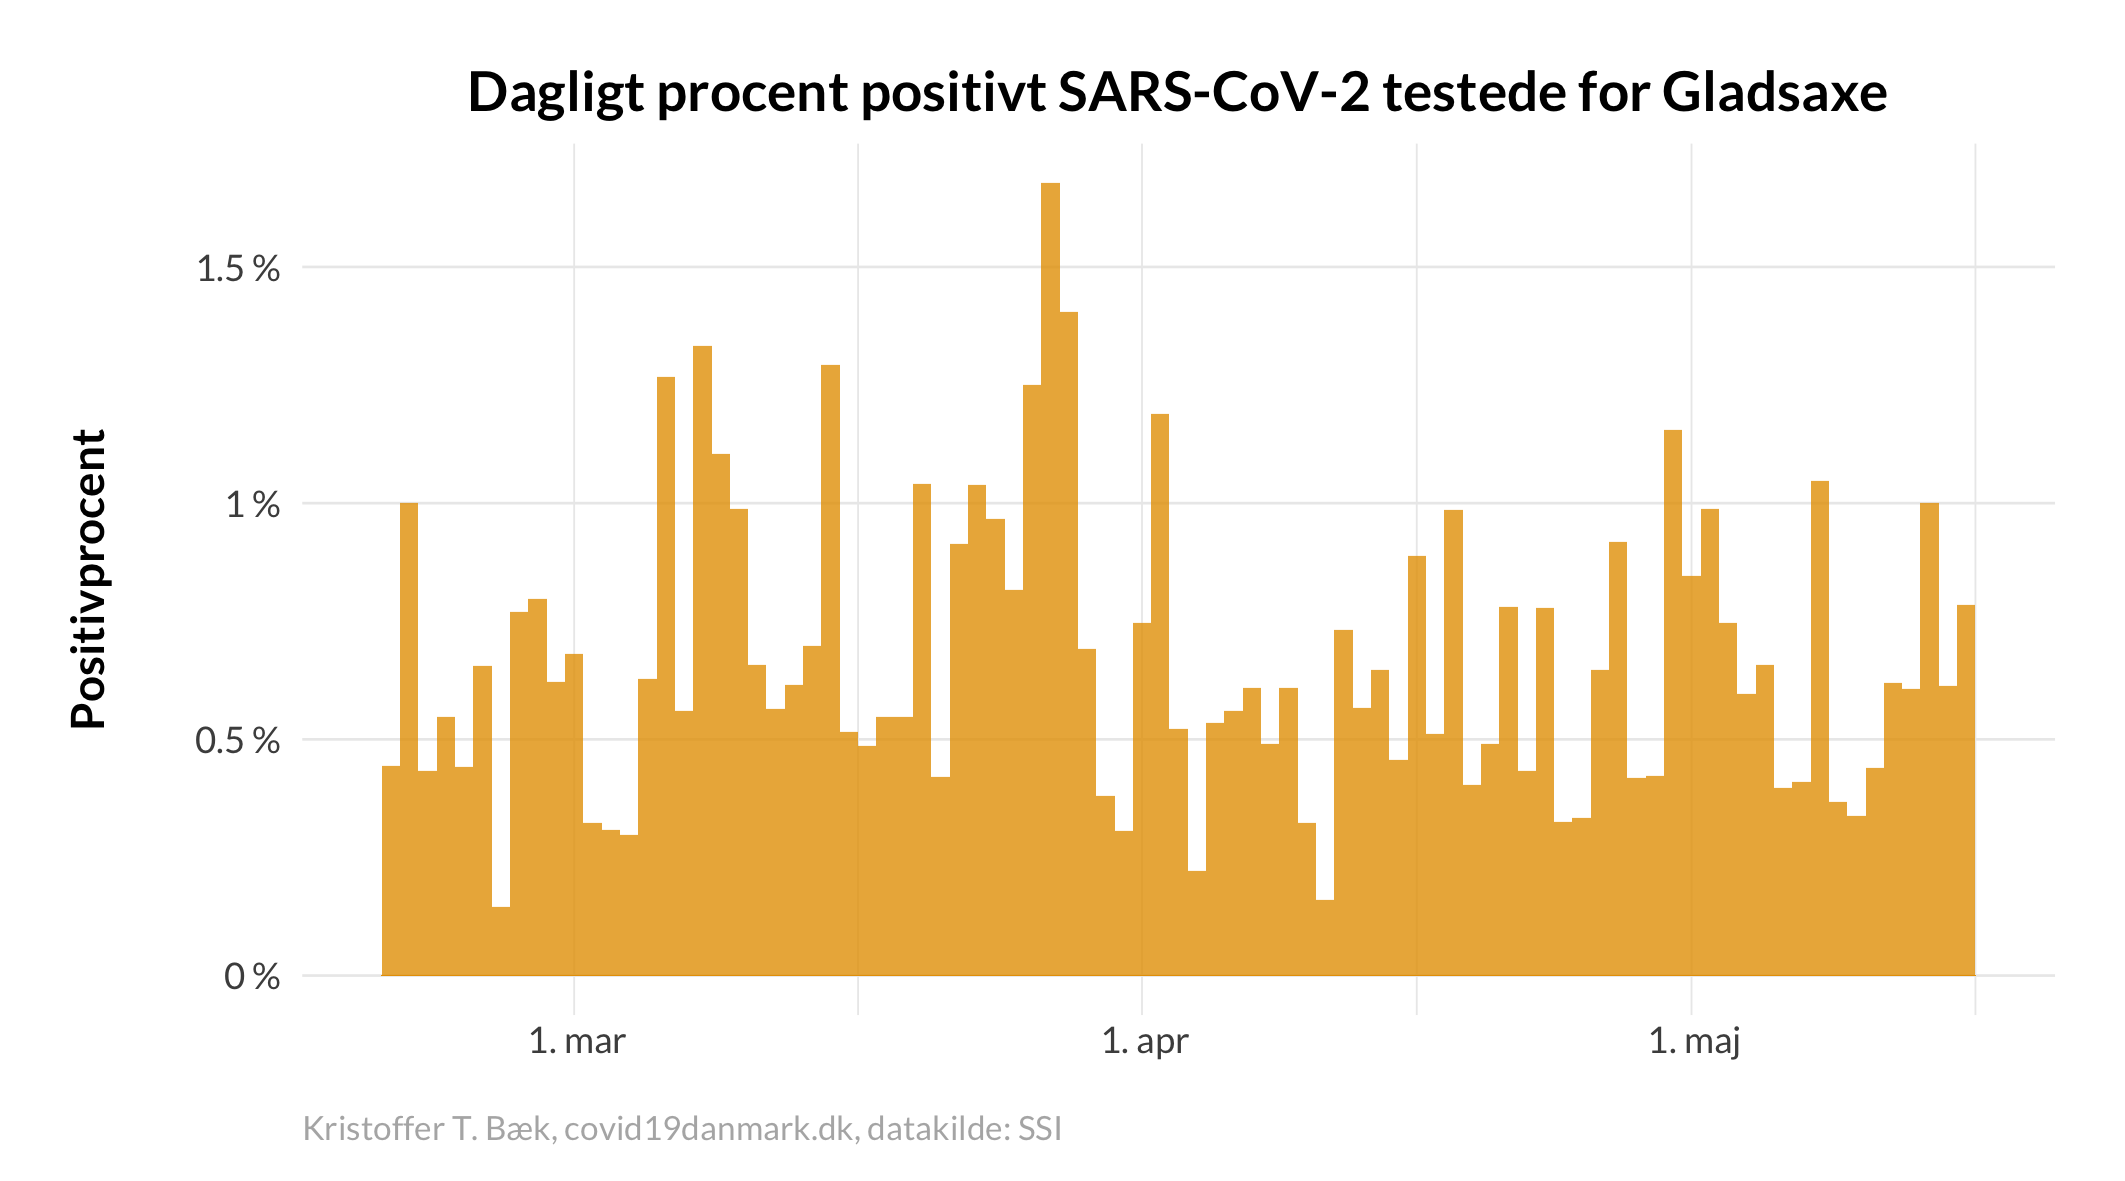 Dagligt procent positivt SARS-CoV-2 testede for Gladsaxe
Positivprocent
1.5 %
1 %
0.5 %
0 %
1. mar
1. apr
1. maj
Kristoffer T. Bæk, covid19danmark.dk, datakilde: SSI